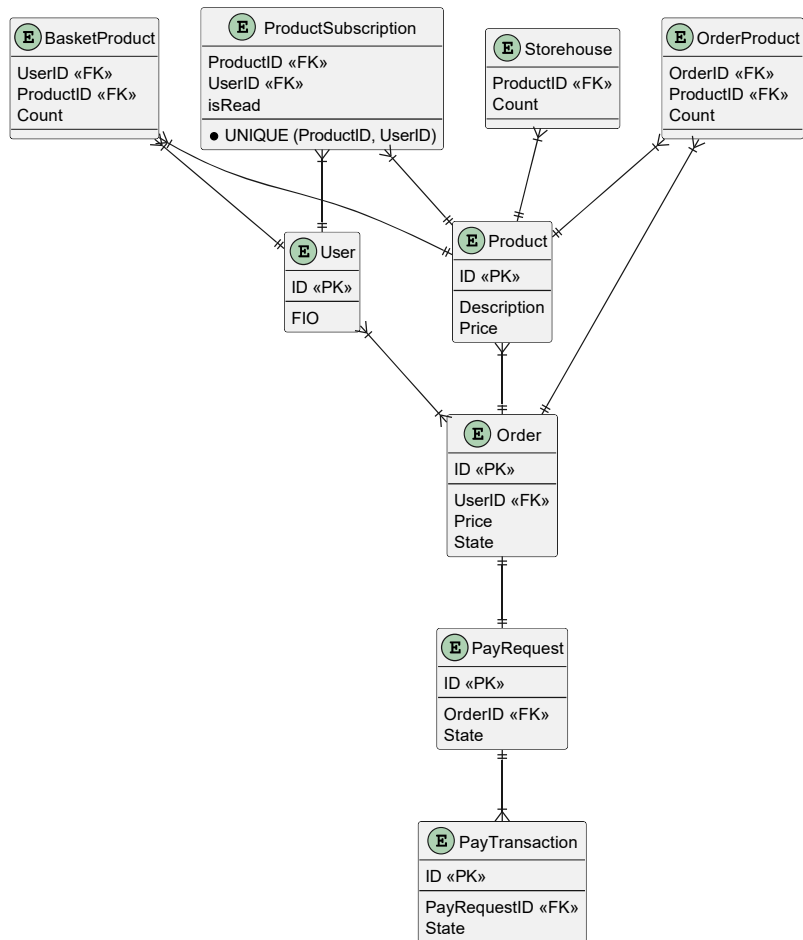 E BasketProduct
UserID «FK»
ProductID «FK»
Count
E ProductSubscription
ProductID «FK»
UserID «FK»
isRead
● UNIQUE (ProductID, UserID)
E Storehouse
ProductID «FK»
Count
E OrderProduct
OrderID «FK»
ProductID «FK»
Count
E User
ID «PK»
FIO
E Product
ID «PK»
Description
Price
E Order
ID «PK»
UserID «FK»
Price
State
E PayRequest
ID «PK»
OrderID «FK»
State
E PayTransaction
ID «PK»
PayRequestID «FK»
State